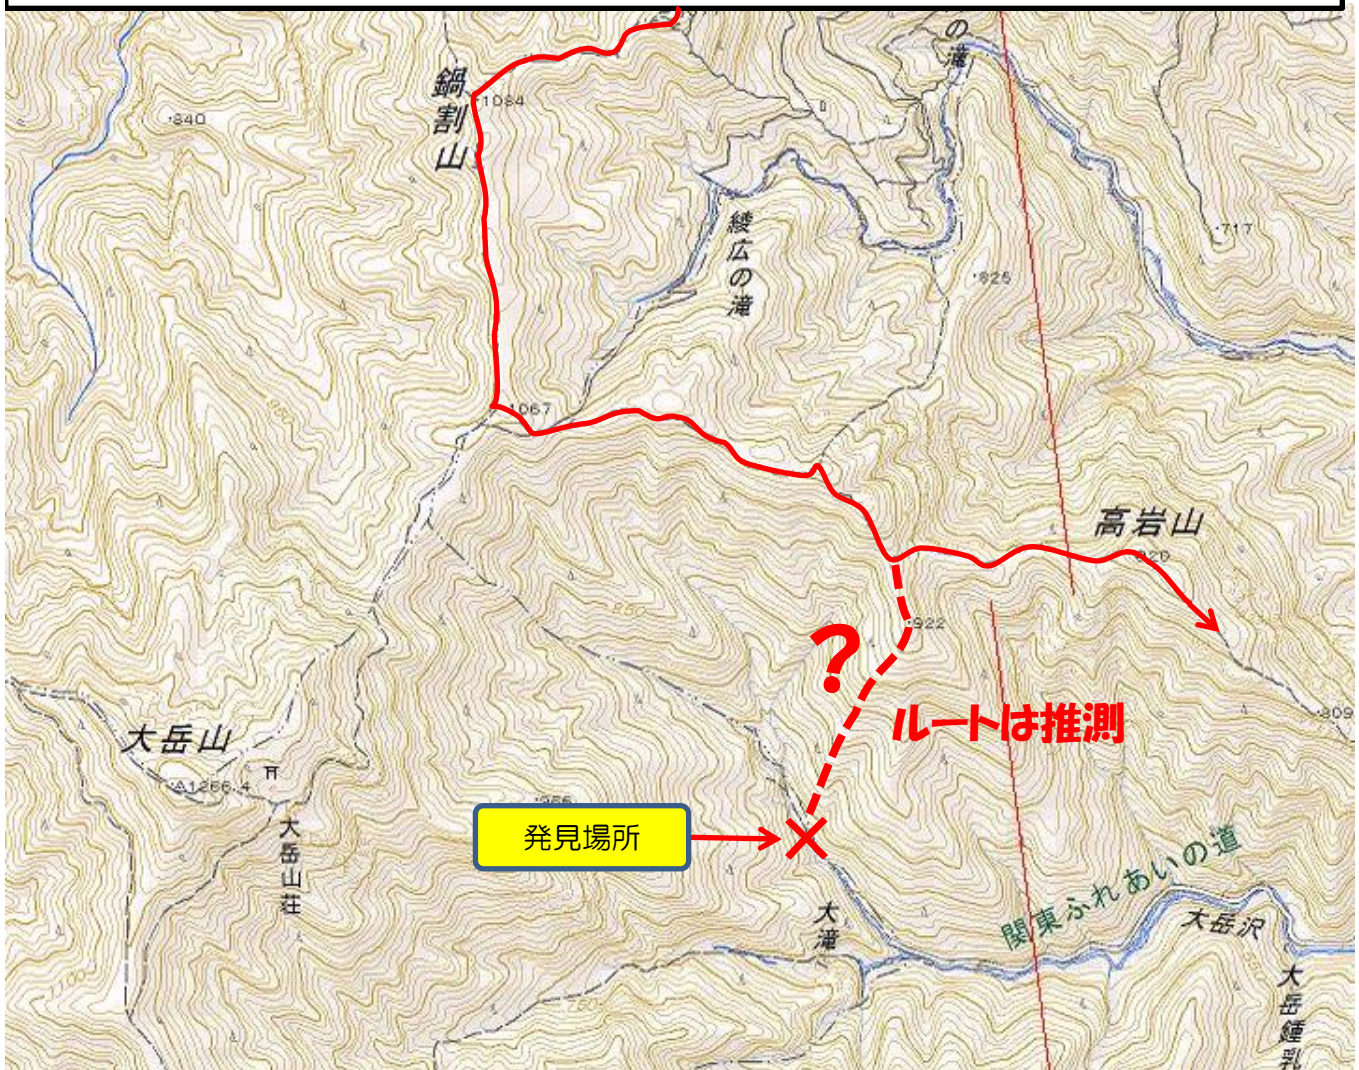 の滝
鍋割山
1084
840
綾広の滝
717
825
1067
高岩山
920
922
?
ルートは推測
809
大岳山
1266.4
966
発見場所
大岳山荘
大滝
関東ふれあいの道
大岳沢
大岳鍾乳